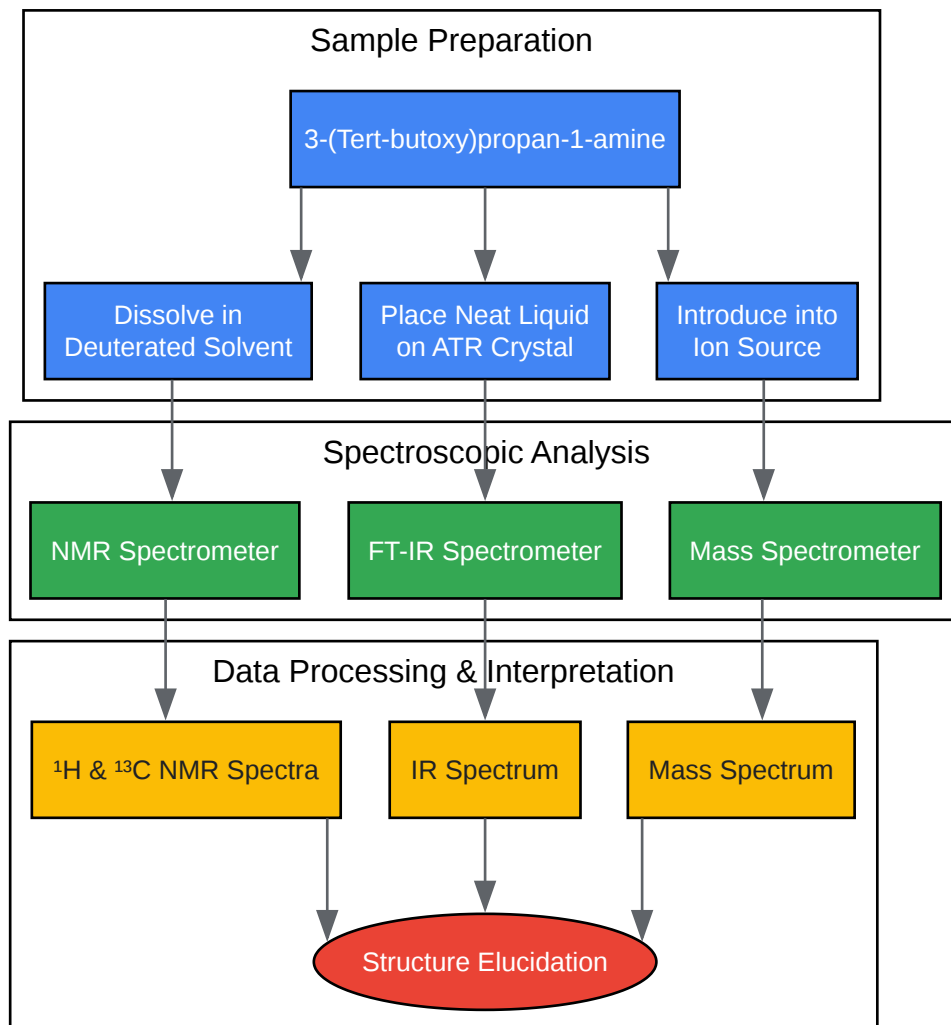 Sample Preparation
3-(Tert-butoxy)propan-1-amine
Dissolve in
Deuterated Solvent
Place Neat Liquid
on ATR Crystal
Introduce into
Ion Source
Spectroscopic Analysis
NMR Spectrometer
FT-IR Spectrometer
Mass Spectrometer
Data Processing & Interpretation
¹H & ¹³C NMR Spectra
IR Spectrum
Mass Spectrum
Structure Elucidation